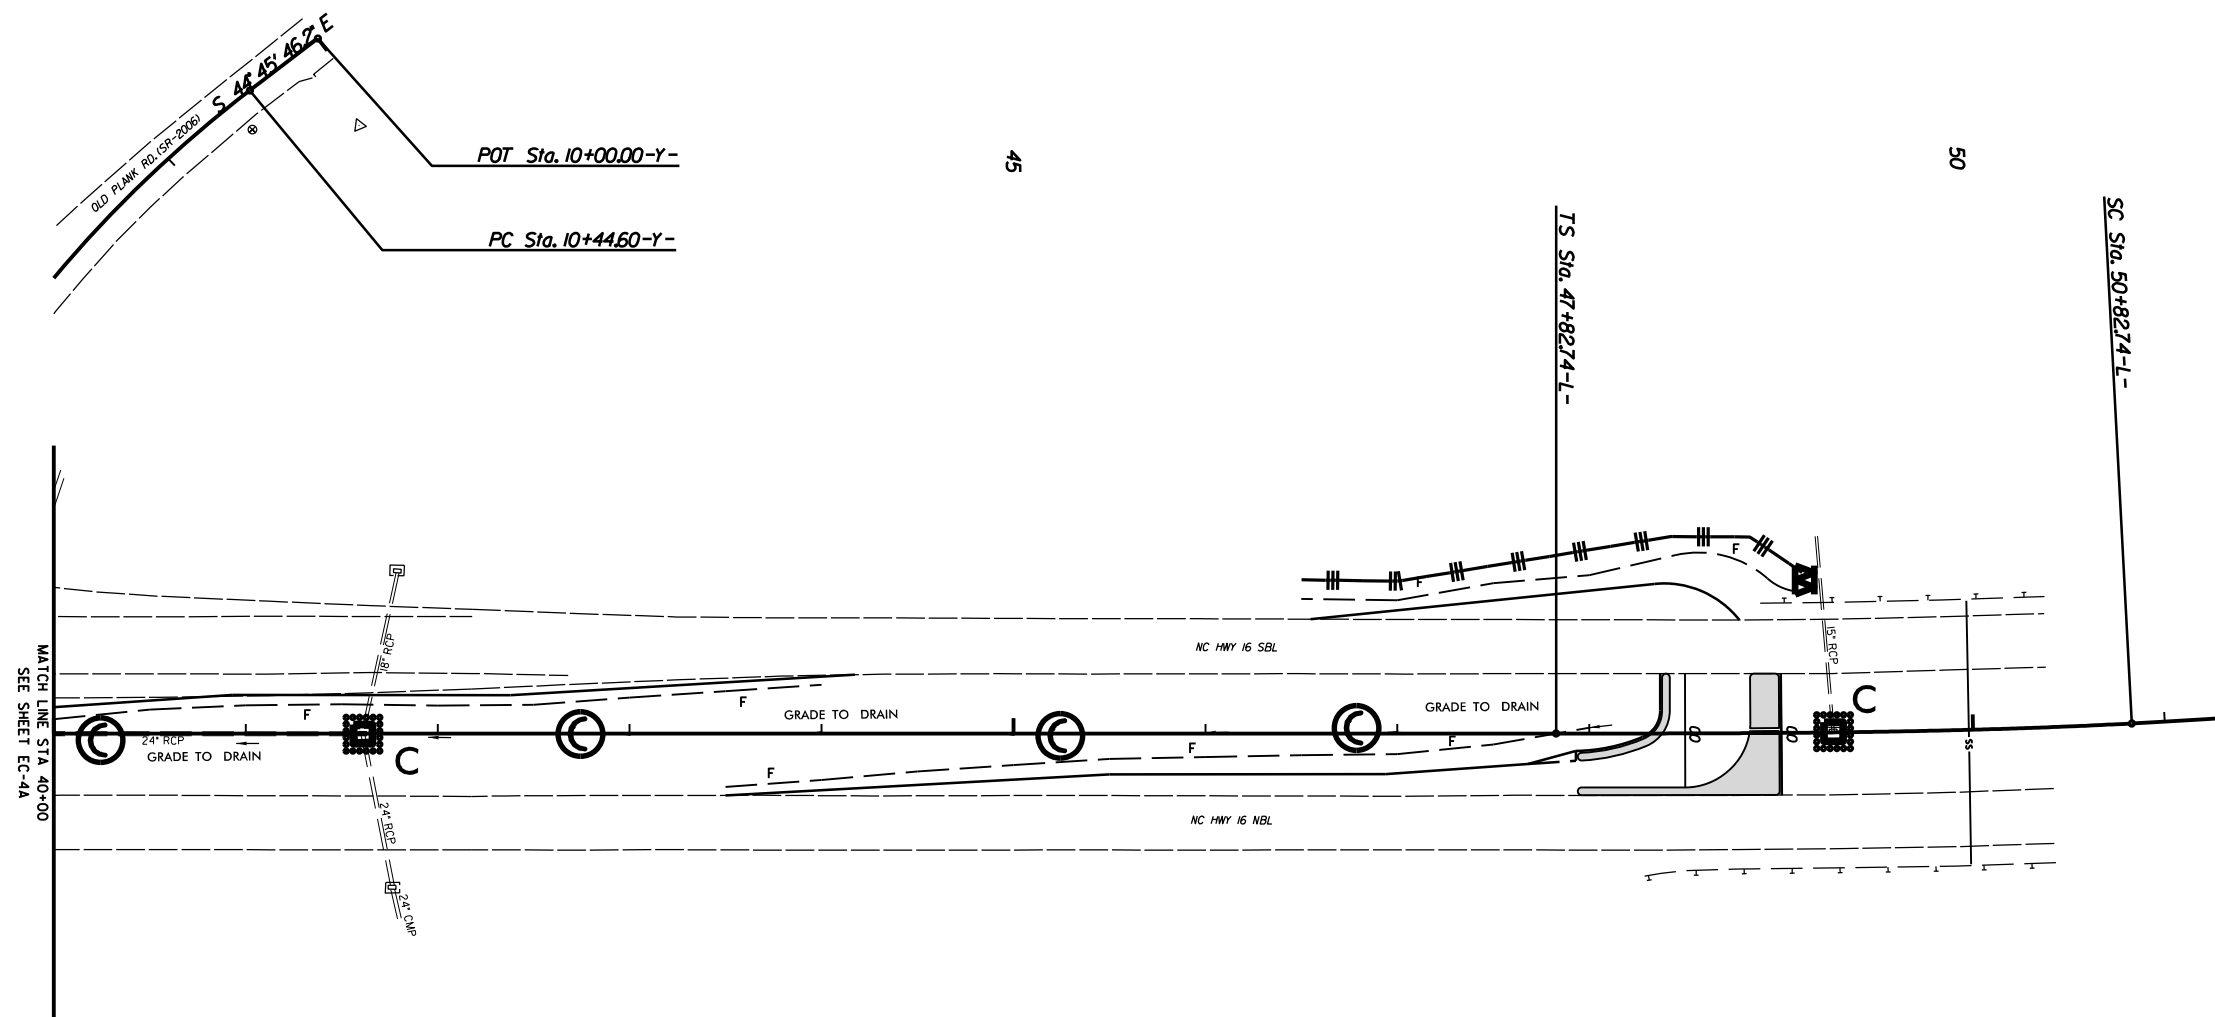 S 44° 45' 46.2" E
OLD PLANK RD. (SR-2006)
POT Sta. 10+00.00 -Y-
PC Sta. 10+44.60 -Y-
45
50
TS Sta. 47+82.74 -L-
SC Sta. 50+82.74 -L-
MATCH LINE STA 40+00
SEE SHEET EC-4A
18" RCP
F
F
15" RCP
NC HWY 16 SBL
F
F
GRADE TO DRAIN
GRADE TO DRAIN
C
C
C
C
C
24" RCP
GRADE TO DRAIN
C
F
F
F
SS
24" RCP
NC HWY 16 NBL
24" CMP